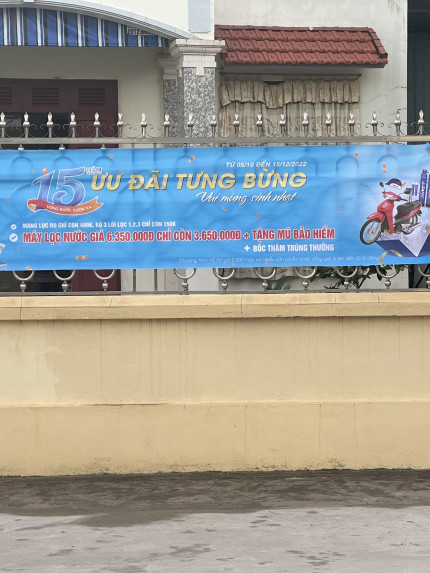 TỪ 05/10 ĐẾN 15/12/2022
15 NĂM
ƯU ĐÃI TƯNG BỪNG
Vui mừng sinh nhật
MÀNG LỌC RO CHỈ CÒN 400K, BỘ 3 LÕI LỌC 1,2,3 CHỈ CÒN 150K
MÁY LỌC NƯỚC GIÁ 6.350.000Đ CHỈ CÒN 3.650.000Đ + TẶNG MŨ BẢO HIỂM
+ BỐC THĂM TRÚNG THƯỞNG